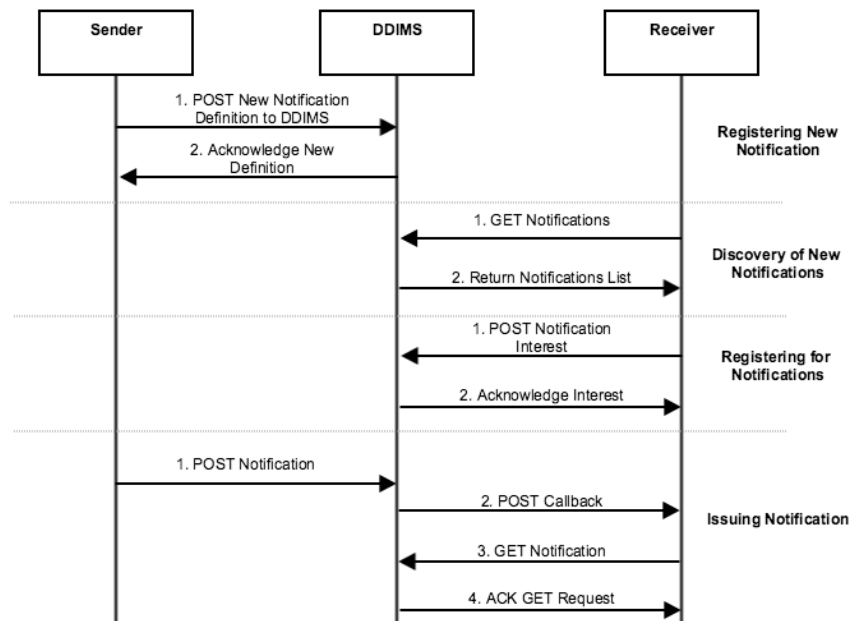 Sender
DDIMS
Receiver
1. POST New Notification
Definition to DDIMS
2. Acknowledge New
Definition
Registering New
Notification
1. GET Notifications
2. Return Notifications List
Discovery of New
Notifications
1. POST Notification
Interest
2. Acknowledge Interest
Registering for
Notifications
1. POST Notification
2. POST Callback
3. GET Notification
4. ACK GET Request
Issuing Notification